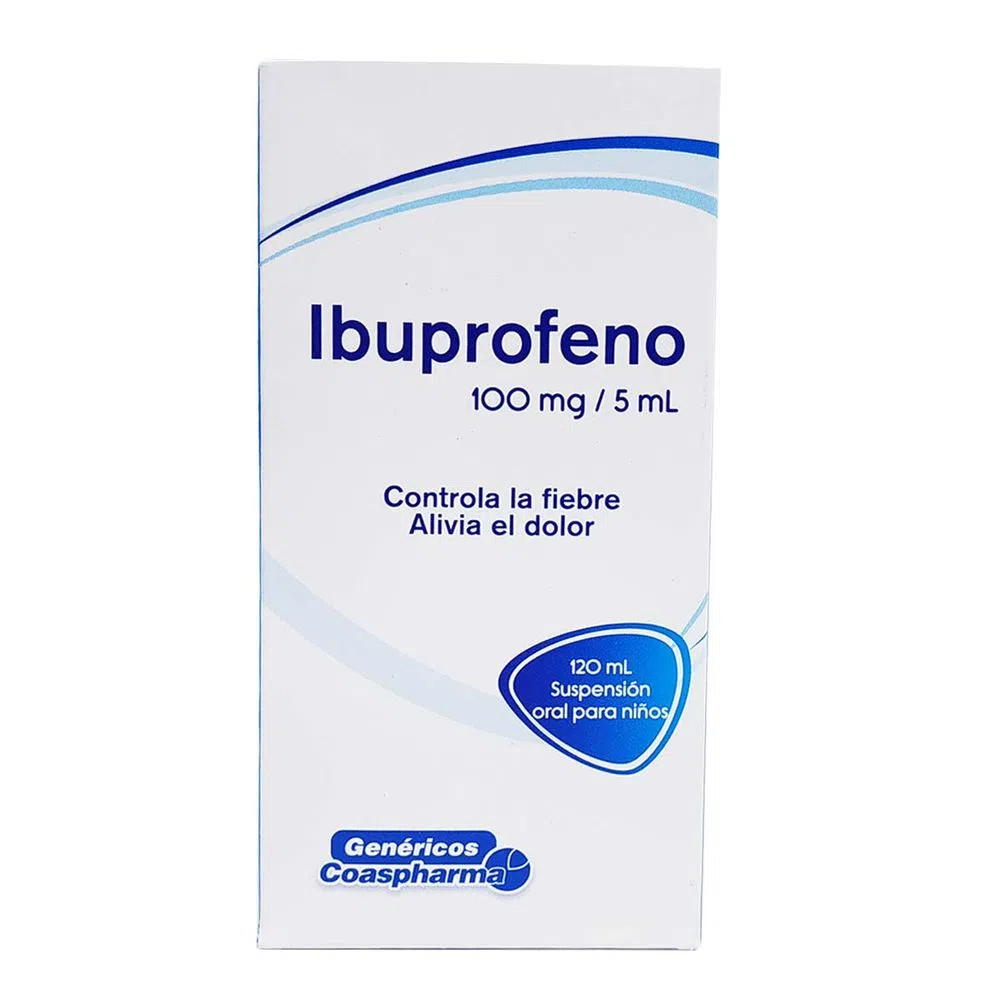 Ibuprofeno
100 mg / 5 mL
Controla la fiebre
Alivia el dolor
120 mL
Suspensión
oral para niños
Genéricos
Coaspharma